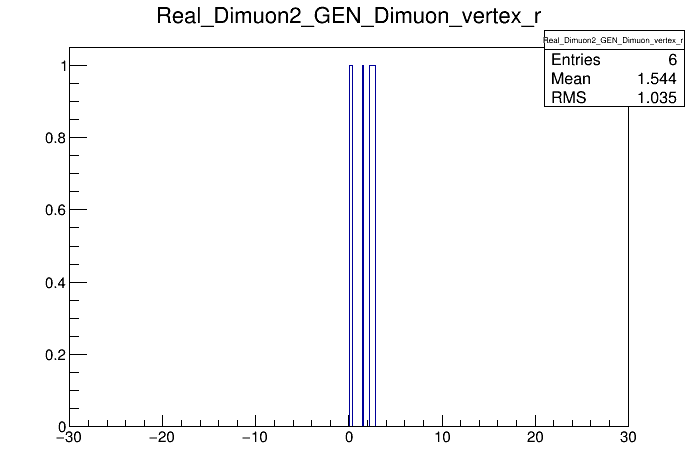 Real_Dimuon2_GEN_Dimuon_vertex_r
Real_Dimuon2_GEN_Dimuon_vertex_r
Entries 6
Mean 1.544
RMS 1.035
1
0.8
0.6
0.4
0.2
0
−30 −20 −10 0 10 20 30